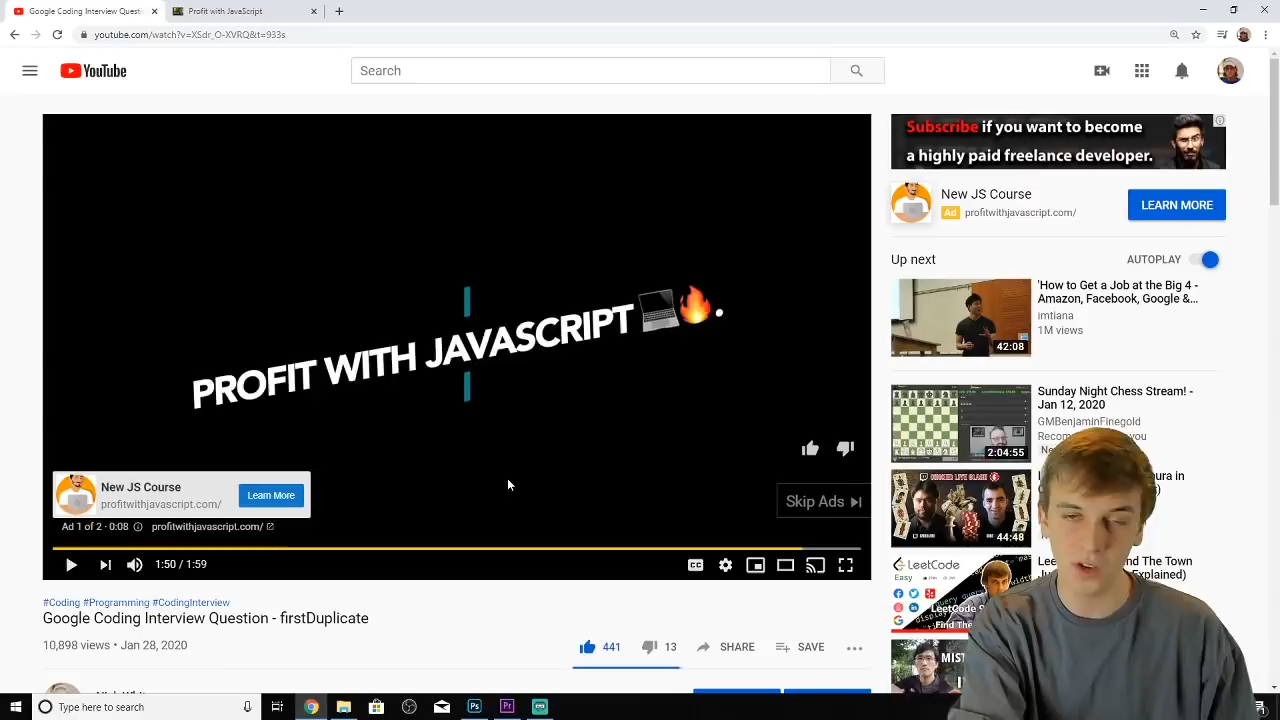 Google Coding Interview Question
Profit with JavaScript
youtube.com/watch?v=XSdr_O-XVRQ&t=933s
YouTube
Search
PROFIT WITH JAVASCRIPT💻🔥.
New JS Course
profitwithjavascript.com/
Learn More
Ad 1 of 2 · 0:08
profitwithjavascript.com/
Skip Ads
CC
1:50 / 1:59
#Coding #Programming #CodingInterview
Google Coding Interview Question - firstDuplicate
10,898 views • Jan 28, 2020
441
13
SHARE
SAVE
Subscribe if you want to become
a highly paid freelance developer.
New JS Course
Ad
profitwithjavascript.com/
LEARN MORE
Up next
AUTOPLAY
'How to Get a Job at the Big 4 -
Amazon, Facebook, Google &...
imtiana
1M views
42:08
Sunday Night Chess Stream! -
Jan 12, 2020
GMBenjaminFinegold
2:04:55
44:48
LeetCode
Easy
Type here to search